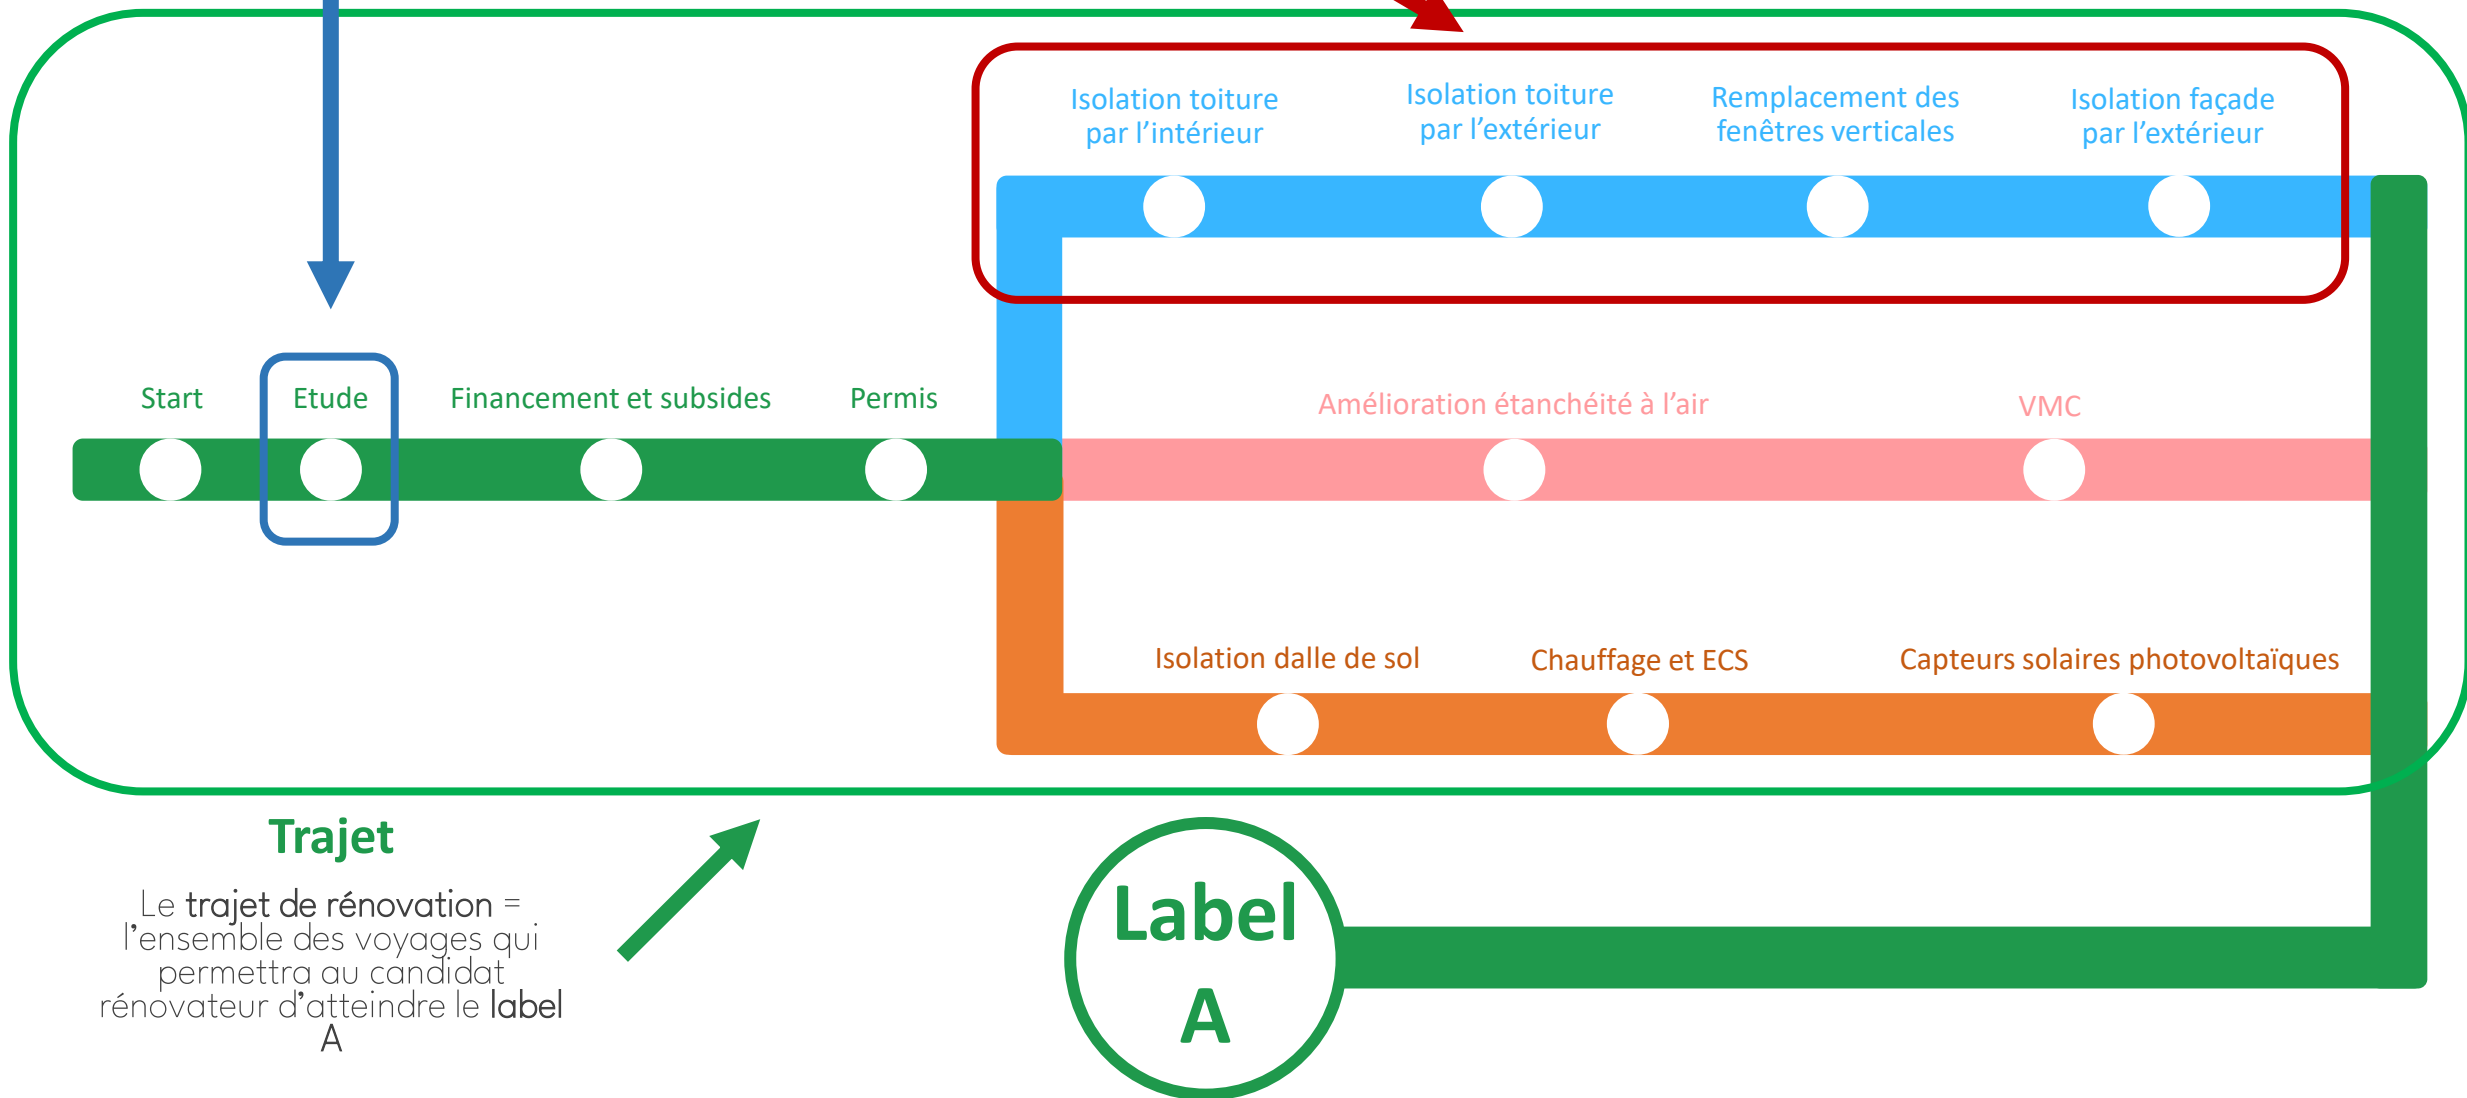 Isolation toiture
par l’intérieur
Isolation toiture
par l’extérieur
Remplacement des
fenêtres verticales
Isolation façade
par l’extérieur
Start
Etude
Financement et subsides
Permis
Amélioration étanchéité à l’air
VMC
Isolation dalle de sol
Chauffage et ECS
Capteurs solaires photovoltaïques
Trajet
Le trajet de rénovation =
l’ensemble des voyages qui
permettra au candidat
rénovateur d’atteindre le label
A
Label
A